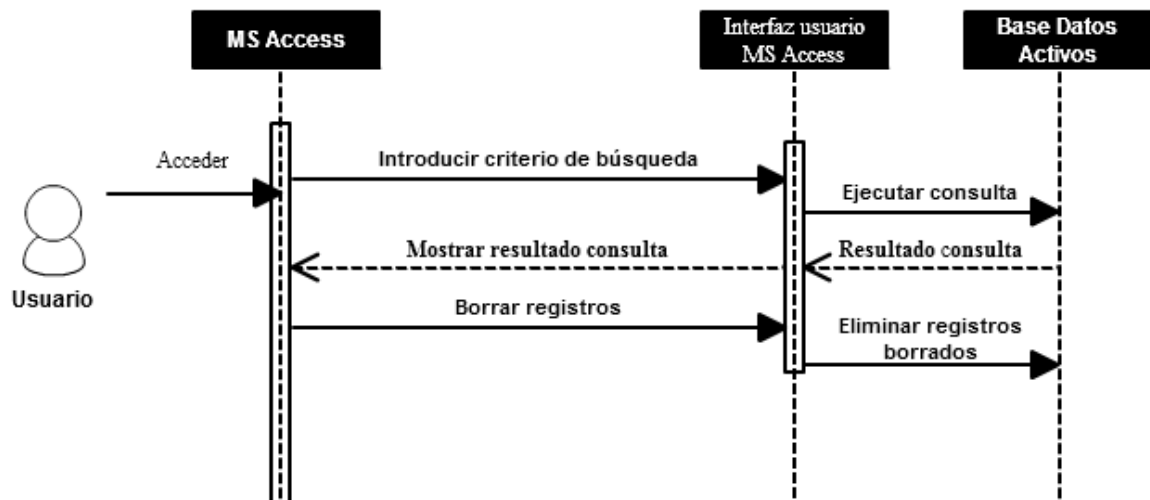 MS Access
Interfaz usuario
MS Access
Base Datos
Activos
Acceder
Introducir criterio de búsqueda
Ejecutar consulta
Mostrar resultado consulta
Resultado consulta
Usuario
Borrar registros
Eliminar registros
borrados